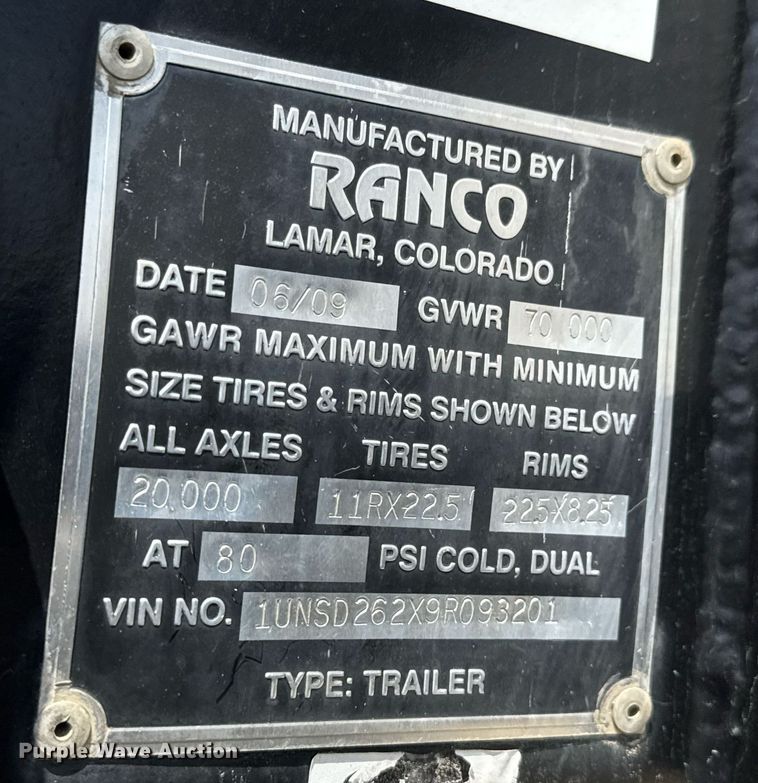 MANUFACTURED BY
RANCO
LAMAR, COLORADO
DATE 06/09 GVWR 70 000
GAWR MAXIMUM WITH MINIMUM
SIZE TIRES & RIMS SHOWN BELOW
ALL AXLES TIRES RIMS
20.000 11RX22.5 22.5X8.25
AT 80 PSI COLD, DUAL
VIN NO. 1UNSD262X9R093201
TYPE: TRAILER
Purple Wave Auction